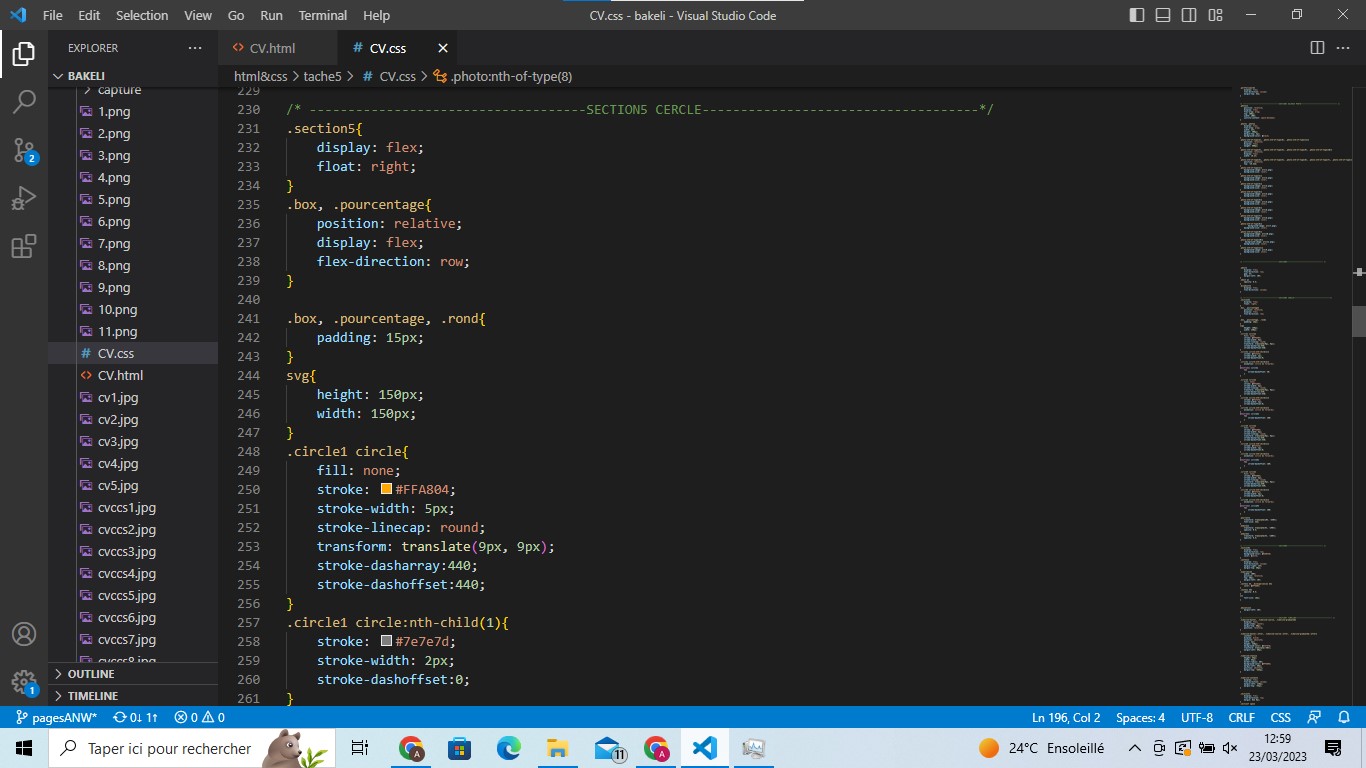 File Edit Selection View Go Run Terminal Help CV.css - bakeli - Visual Studio Code
EXPLORER
BAKELI
capture
1.png
2.png
3.png
4.png
5.png
6.png
7.png
8.png
9.png
10.png
11.png
CV.css
CV.html
cv1.jpg
cv2.jpg
cv3.jpg
cv4.jpg
cv5.jpg
cvccs1.jpg
cvccs2.jpg
cvccs3.jpg
cvccs4.jpg
cvccs5.jpg
cvccs6.jpg
cvccs7.jpg
cvccs8.jpg
OUTLINE
TIMELINE
2
1
CV.html # CV.css
html&css > tache5 > # CV.css > .photo:nth-of-type(8)
229
230 /* ------------------------------------SECTION5 CERCLE------------------------------------*/
231 .section5{
232 display: flex;
233 float: right;
234 }
235 .box, .pourcentage{
236 position: relative;
237 display: flex;
238 flex-direction: row;
239 }
240
241 .box, .pourcentage, .rond{
242 padding: 15px;
243 }
244 svg{
245 height: 150px;
246 width: 150px;
247 }
248 .circle1 circle{
249 fill: none;
250 stroke: #FFA804;
251 stroke-width: 5px;
252 stroke-linecap: round;
253 transform: translate(9px, 9px);
254 stroke-dasharray:440;
255 stroke-dashoffset:440;
256 }
257 .circle1 circle:nth-child(1){
258 stroke: #7e7e7d;
259 stroke-width: 2px;
260 stroke-dashoffset:0;
261 }
pagesANW* 0↓ 1↑ 0 0 Ln 196, Col 2 Spaces: 4 UTF-8 CRLF CSS
Taper ici pour rechercher 11 24°C Ensoleillé 12:59
23/03/2023